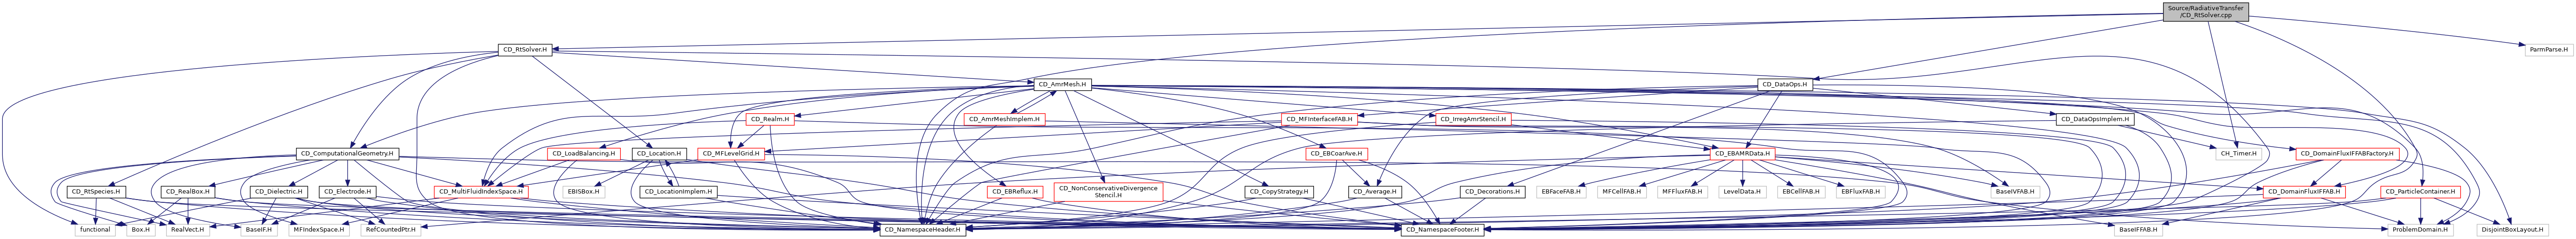 Source/RadiativeTransfer
/CD_RtSolver.cpp
CD_RtSolver.H
ParmParse.H
CD_AmrMesh.H
CD_DataOps.H
CD_Realm.H
CD_AmrMeshImplem.H
CD_MFInterfaceFAB.H
CD_IrregAmrStencil.H
CD_DataOpsImplem.H
CD_ComputationalGeometry.H
CD_LoadBalancing.H
CD_Location.H
CD_MFLevelGrid.H
CD_EBCoarAve.H
CD_EBAMRData.H
CH_Timer.H
CD_DomainFluxIFFABFactory.H
CD_RtSpecies.H
CD_RealBox.H
CD_Dielectric.H
CD_Electrode.H
CD_MultiFluidIndexSpace.H
EBISBox.H
CD_LocationImplem.H
CD_EBReflux.H
CD_NonConservativeDivergence
Stencil.H
CD_CopyStrategy.H
CD_Average.H
CD_Decorations.H
EBFaceFAB.H
MFCellFAB.H
MFFluxFAB.H
LevelData.H
EBCellFAB.H
EBFluxFAB.H
BaseIVFAB.H
CD_DomainFluxIFFAB.H
CD_ParticleContainer.H
functional
Box.H
RealVect.H
BaseIF.H
MFIndexSpace.H
RefCountedPtr.H
CD_NamespaceHeader.H
CD_NamespaceFooter.H
BaseIFFAB.H
ProblemDomain.H
DisjointBoxLayout.H